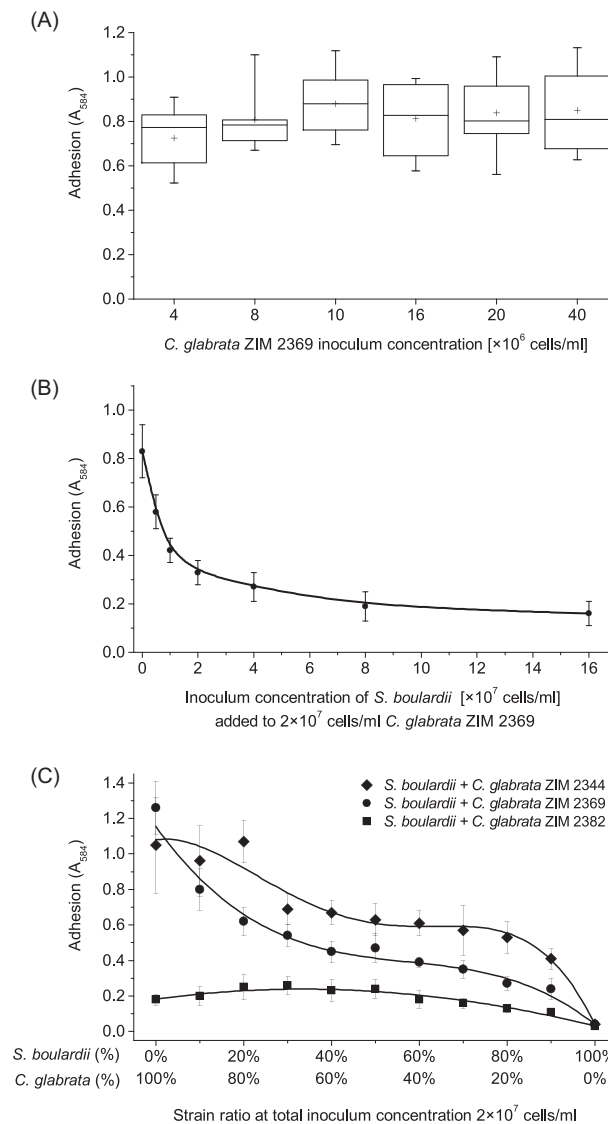 (A)
Adhesion (A584)
1.2
1.0
0.8
0.6
0.4
0.2
0.0
4 8 10 16 20 40
C. glabrata ZIM 2369 inoculum concentration [×10⁶ cells/ml]
(B)
Adhesion (A584)
1.0
0.8
0.6
0.4
0.2
0.0
0 2 4 6 8 10 12 14 16
Inoculum concentration of S. boulardii [×10⁷ cells/ml]
added to 2×10⁷ cells/ml C. glabrata ZIM 2369
(C)
Adhesion (A584)
1.4
1.2
1.0
0.8
0.6
0.4
0.2
0.0
S. boulardii + C. glabrata ZIM 2344
S. boulardii + C. glabrata ZIM 2369
S. boulardii + C. glabrata ZIM 2382
S. boulardii (%) 0% 20% 40% 60% 80% 100%
C. glabrata (%) 100% 80% 60% 40% 20% 0%
Strain ratio at total inoculum concentration 2×10⁷ cells/ml